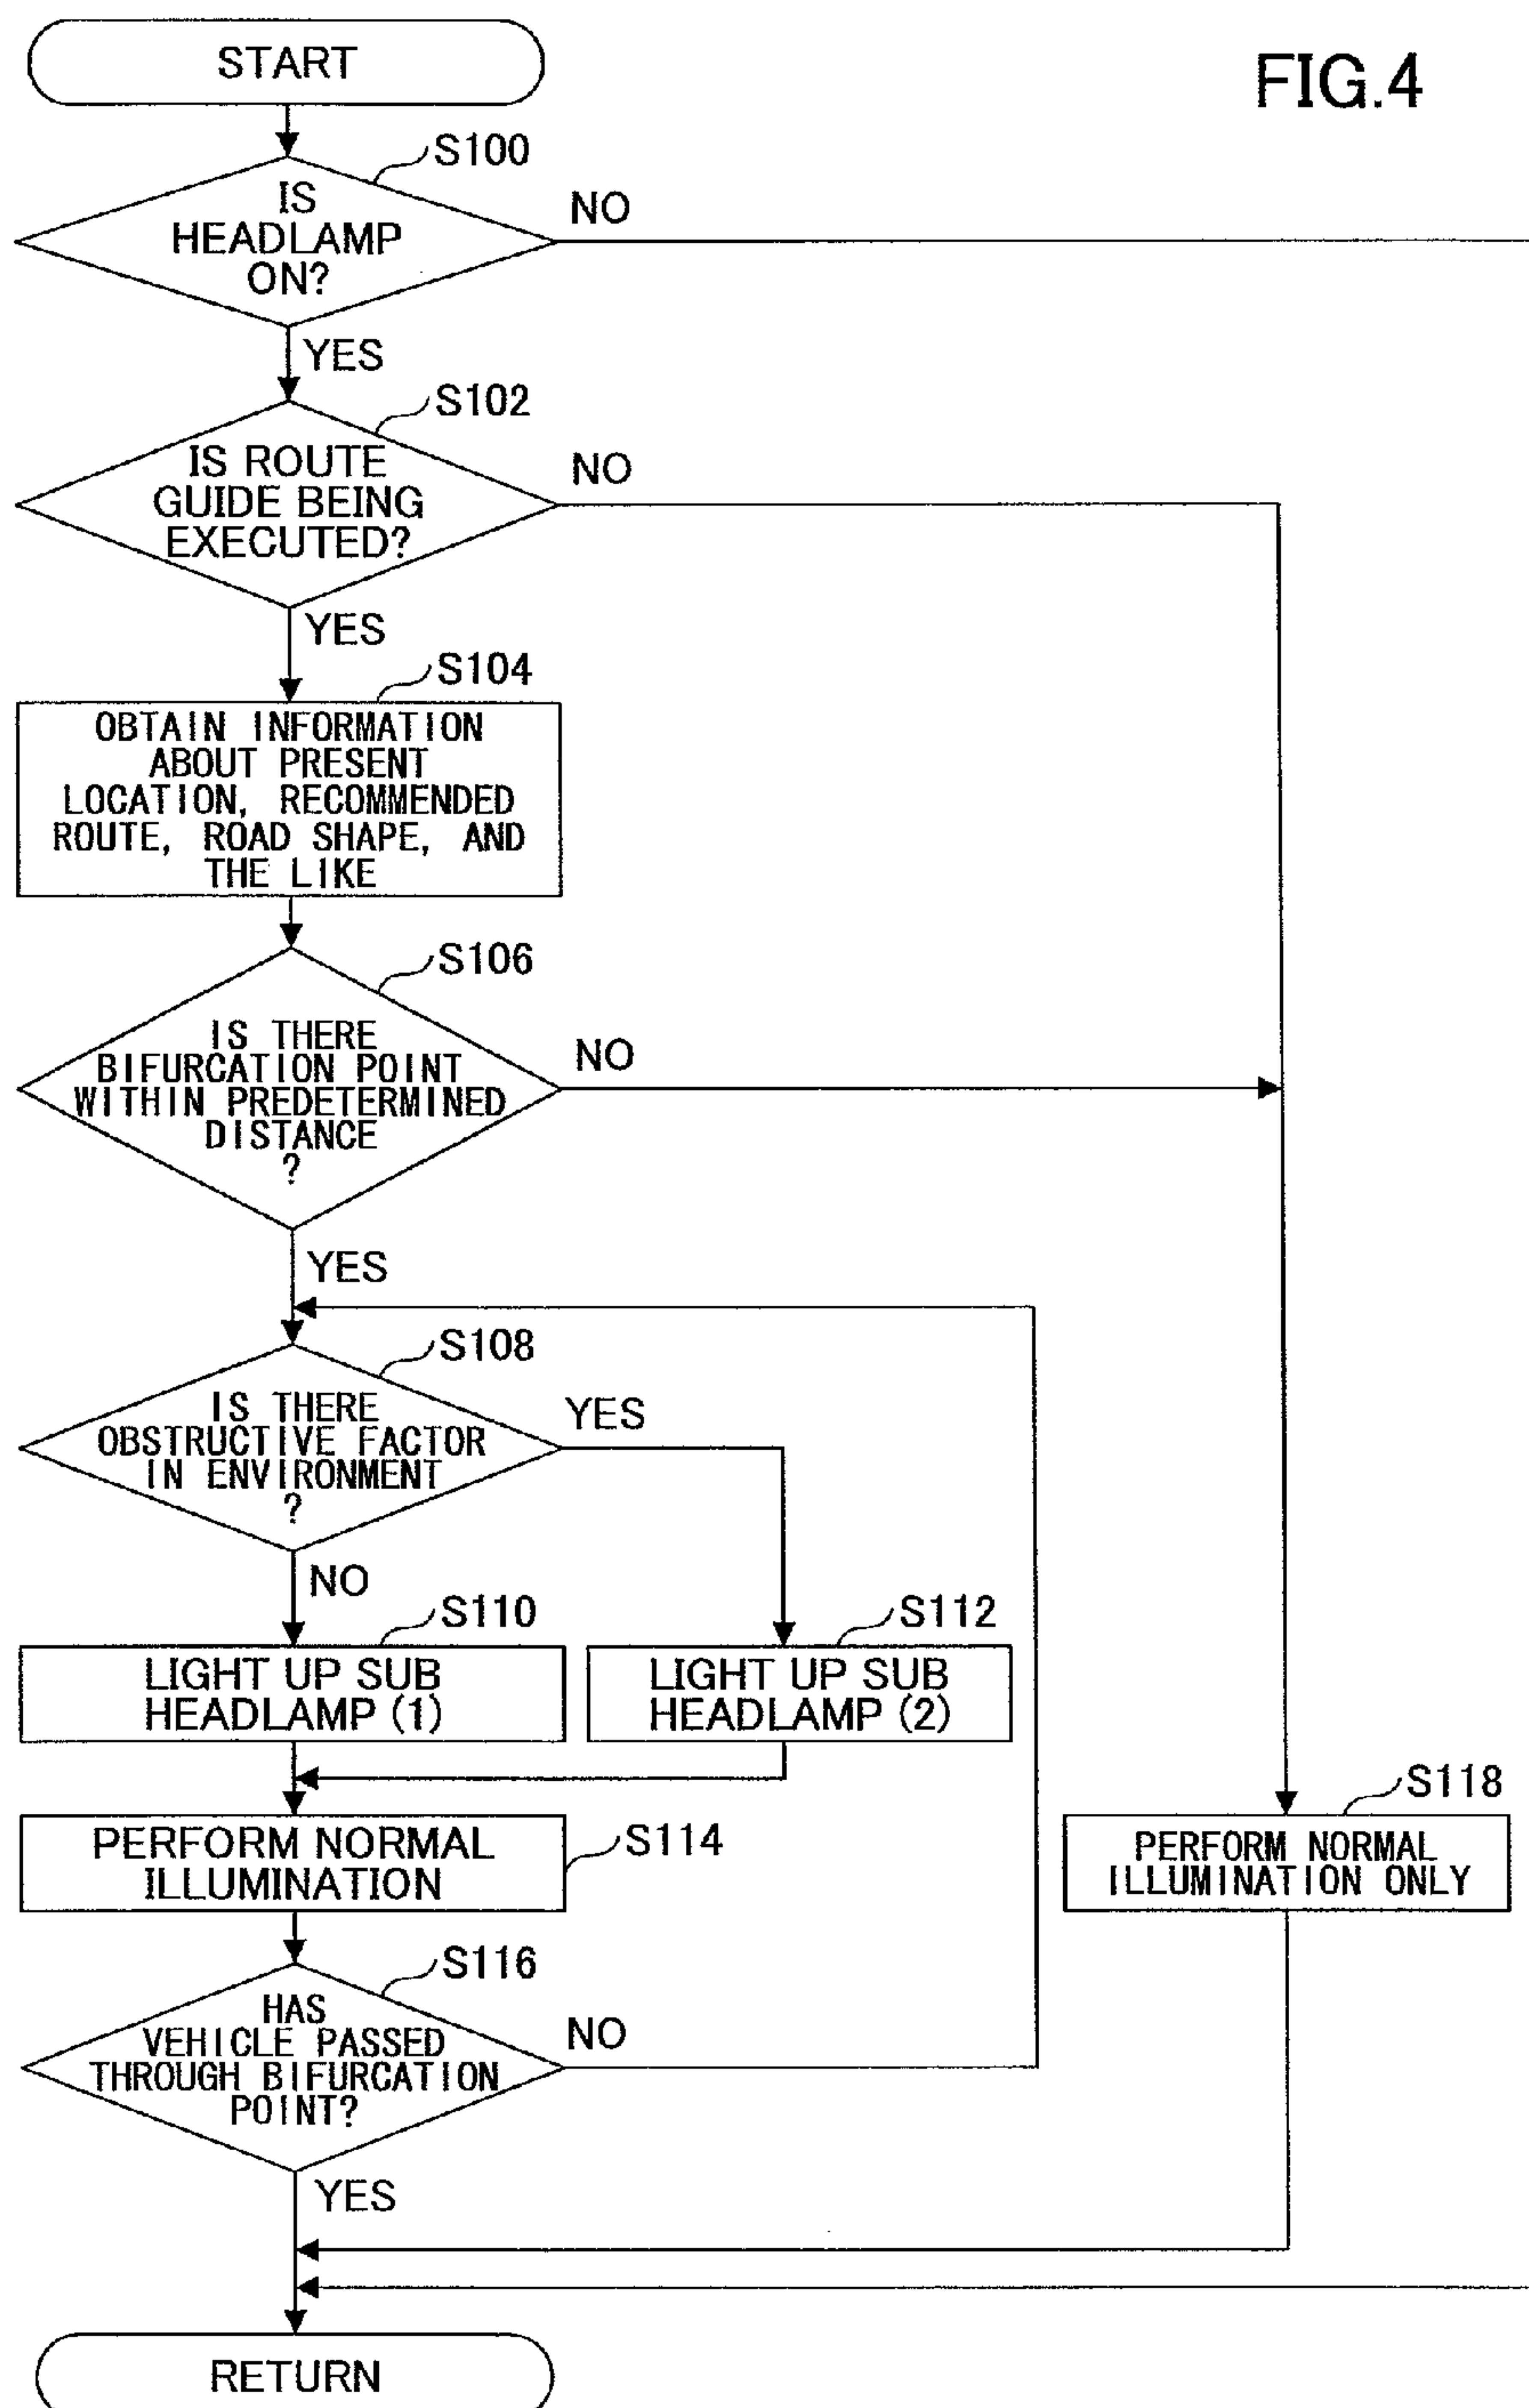 FIG.4
START
S100
IS
HEADLAMP
ON?
NO
YES
S102
IS ROUTE
GUIDE BEING
EXECUTED?
NO
YES
S104
OBTAIN INFORMATION
ABOUT PRESENT
LOCATION, RECOMMENDED
ROUTE, ROAD SHAPE, AND
THE LIKE
S106
IS THERE
BIFURCATION POINT
WITHIN PREDETERMINED
DISTANCE
?
NO
YES
S108
IS THERE
OBSTRUCTIVE FACTOR
IN ENVIRONMENT
?
YES
NO
S110
LIGHT UP SUB
HEADLAMP (1)
S112
LIGHT UP SUB
HEADLAMP (2)
S114
PERFORM NORMAL
ILLUMINATION
S118
PERFORM NORMAL
ILLUMINATION ONLY
S116
HAS
VEHICLE PASSED
THROUGH BIFURCATION
POINT?
NO
YES
RETURN